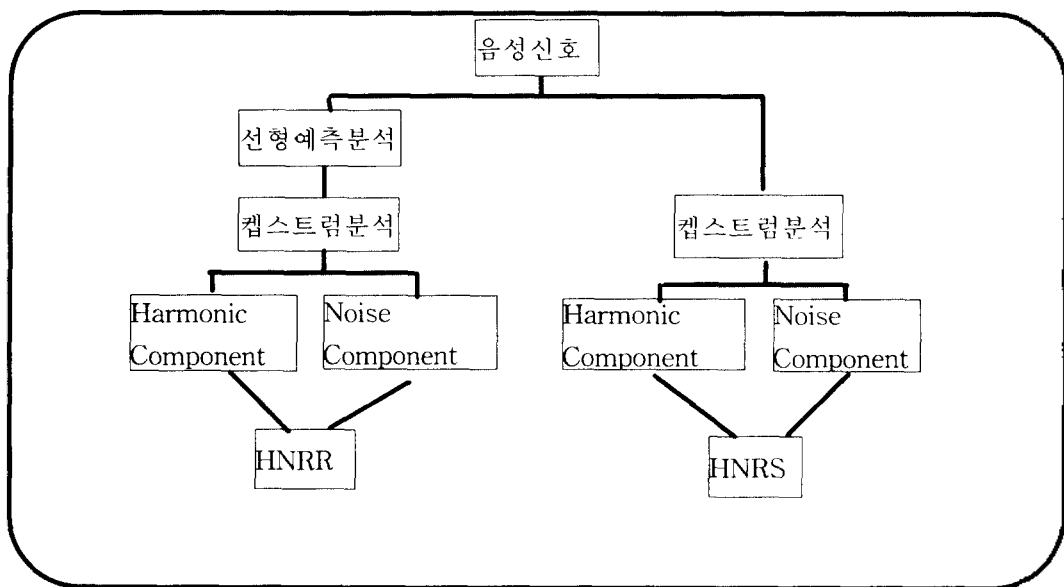 음성신호
선형예측분석
켑스트럼분석
켑스트럼분석
Harmonic
Component
Noise
Component
Harmonic
Component
Noise
Component
HNRR
HNRS